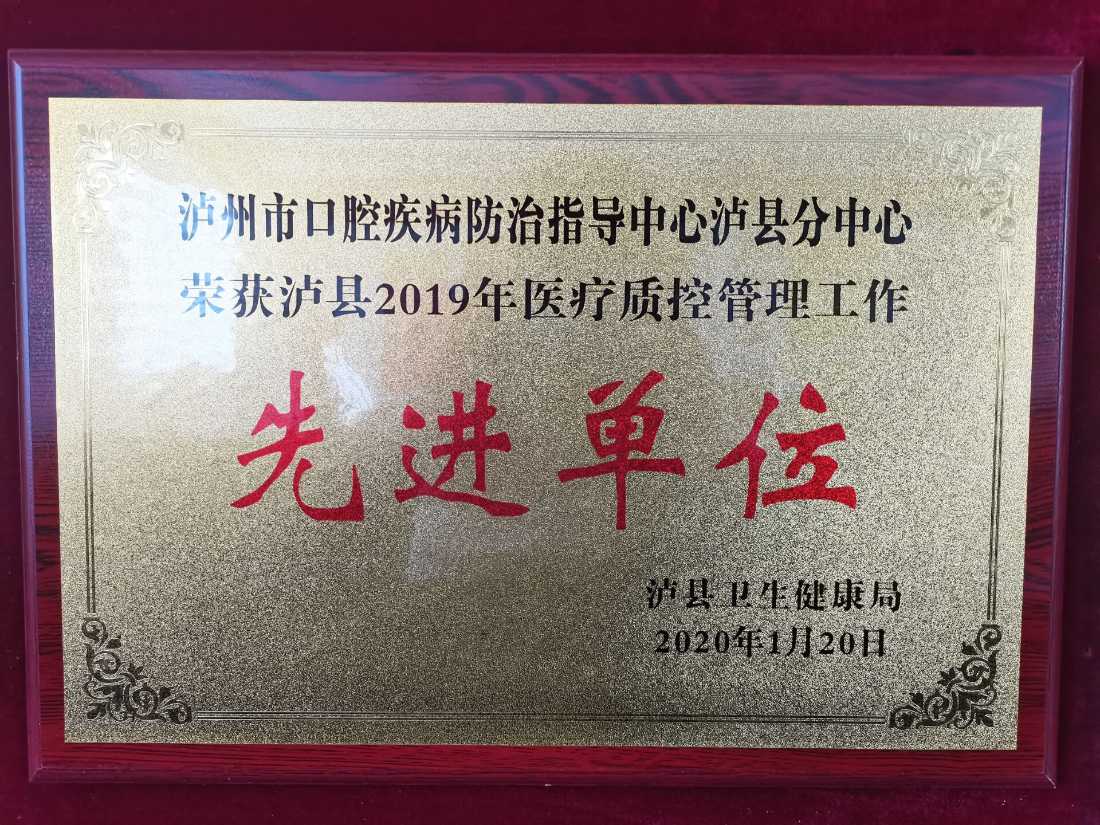 泸州市口腔疾病防治指导中心泸县分中心
荣获泸县2019年医疗质控管理工作
先进单位
泸县卫生健康局
2020年1月20日